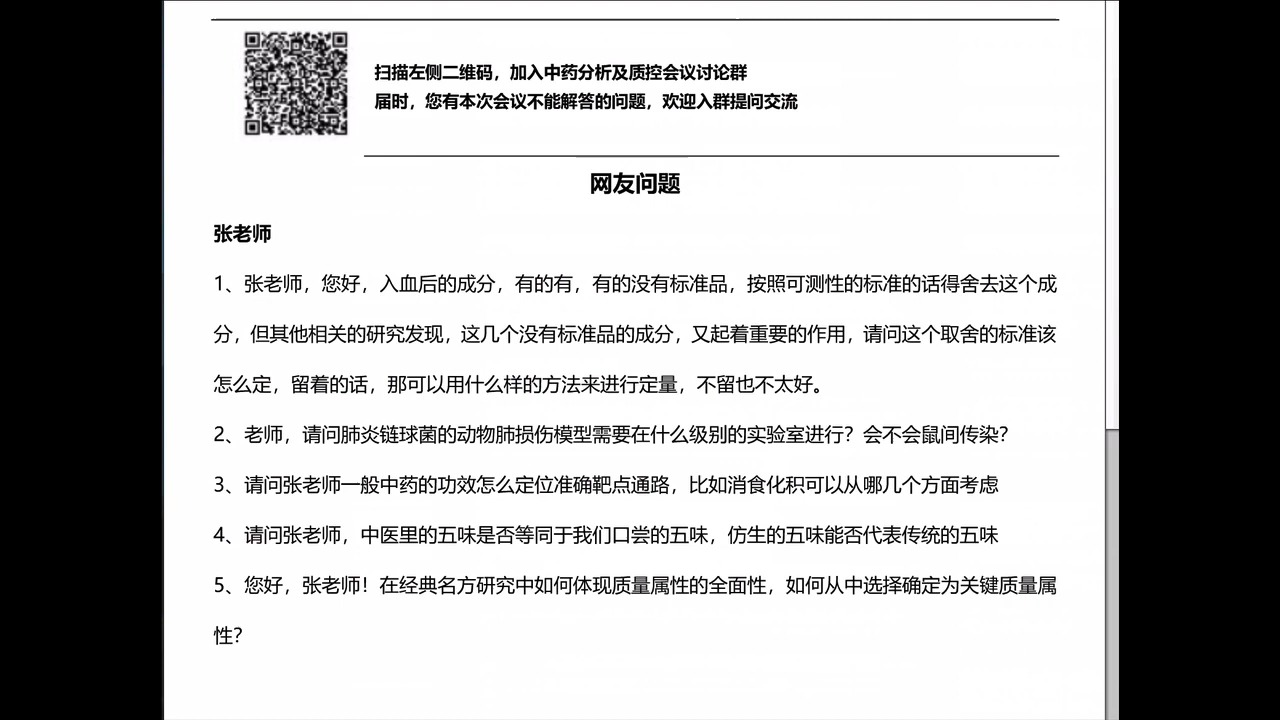 扫描左侧二维码，加入中药分析及质控会议讨论群
届时，您有本次会议不能解答的问题，欢迎入群提问交流
网友问题
张老师
1、张老师，您好，入血后的成分，有的有，有的没有标准品，按照可测性的标准的话得舍去这个成
分，但其他相关的研究发现，这几个没有标准品的成分，又起着重要的作用，请问这个取舍的标准该
怎么定，留着的话，那可以用什么样的方法来进行定量，不留也不太好。
2、老师，请问肺炎链球菌的动物肺损伤模型需要在什么级别的实验室进行？会不会鼠间传染？
3、请问张老师一般中药的功效怎么定位准确靶点通路，比如消食化积可以从哪几个方面考虑
4、请问张老师，中医里的五味是否等同于我们口尝的五味，仿生的五味能否代表传统的五味
5、您好，张老师！在经典名方研究中如何体现质量属性的全面性，如何从中选择确定为关键质量属
性？